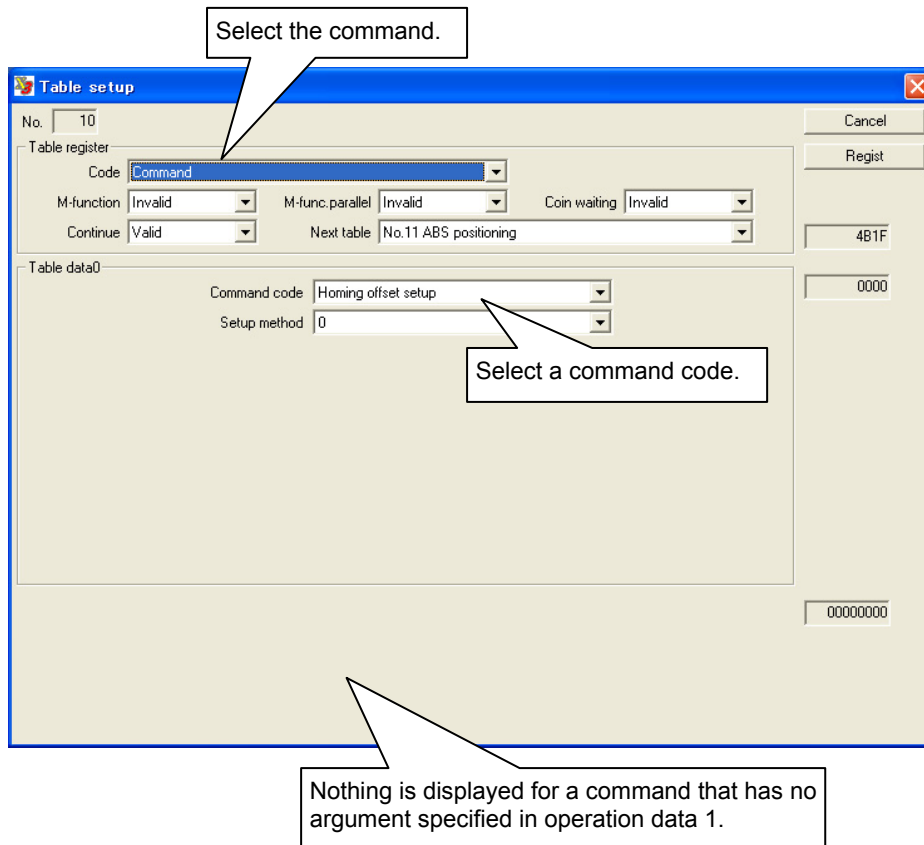 Select the command.
Table setup
No. 10
Cancel
Table register
Regist
Code Command
M-function Invalid M-func.parallel Invalid Coin waiting Invalid
Continue Valid Next table No.11 ABS positioning
4B1F
Table data0
0000
Command code Homing offset setup
Setup method 0
Select a command code.
00000000
Nothing is displayed for a command that has no
argument specified in operation data 1.